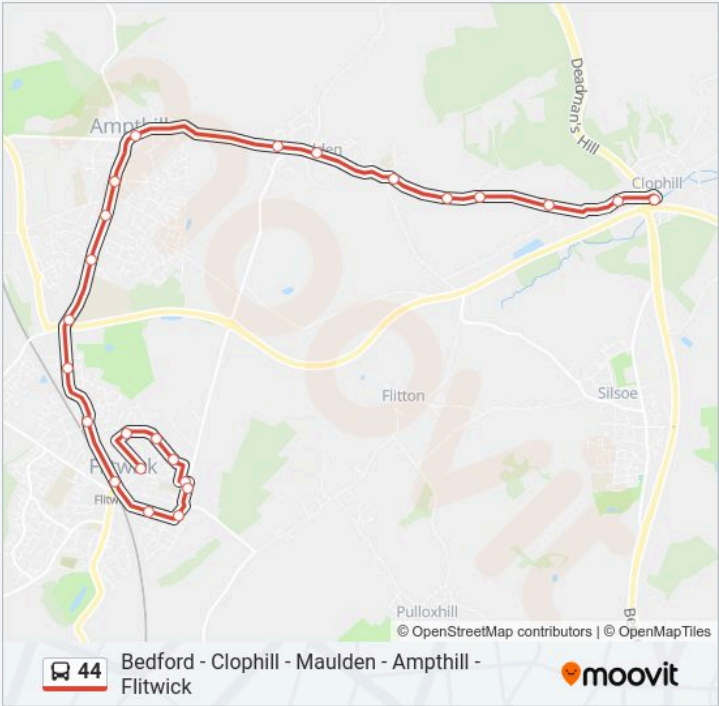 Deadman's Hill
Ampthill
Clophill
Flitton
Silsoe
Flitwick
Pulloxhill
© OpenStreetMap contributors | © OpenMapTiles
44
Bedford - Clophill - Maulden - Ampthill -
Flitwick
moovit